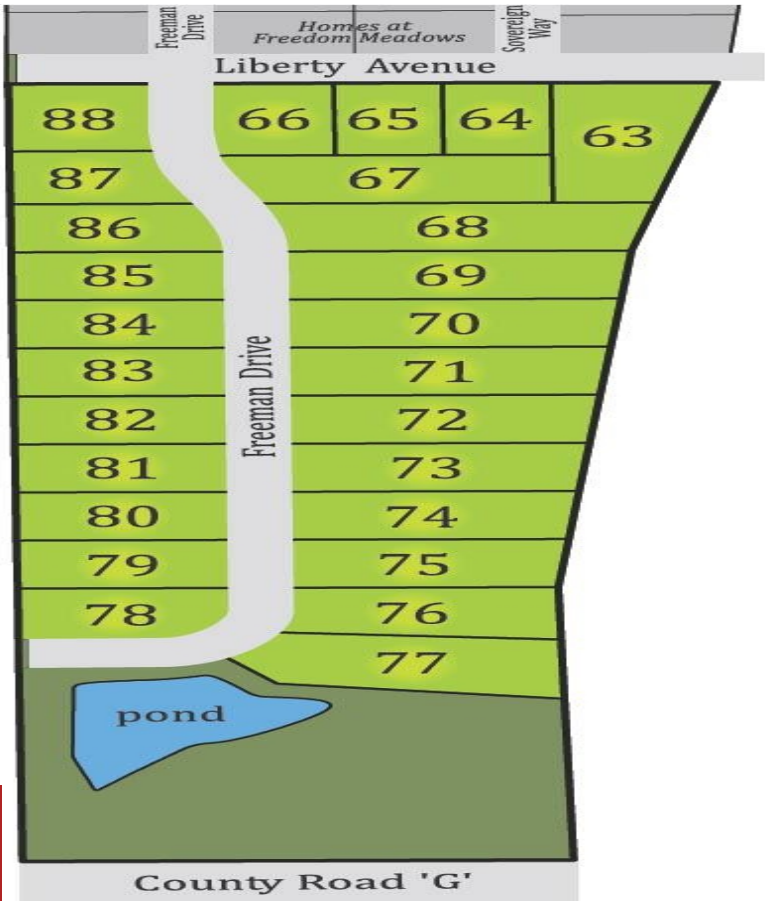 Freeman
Drive
Homes at
Freedom Meadows
Sovereign
Way
Liberty Avenue
88
66
65
64
63
87
67
86
68
85
69
84
70
83
71
Freeman Drive
82
72
81
73
80
74
79
75
78
76
77
pond
County Road 'G'